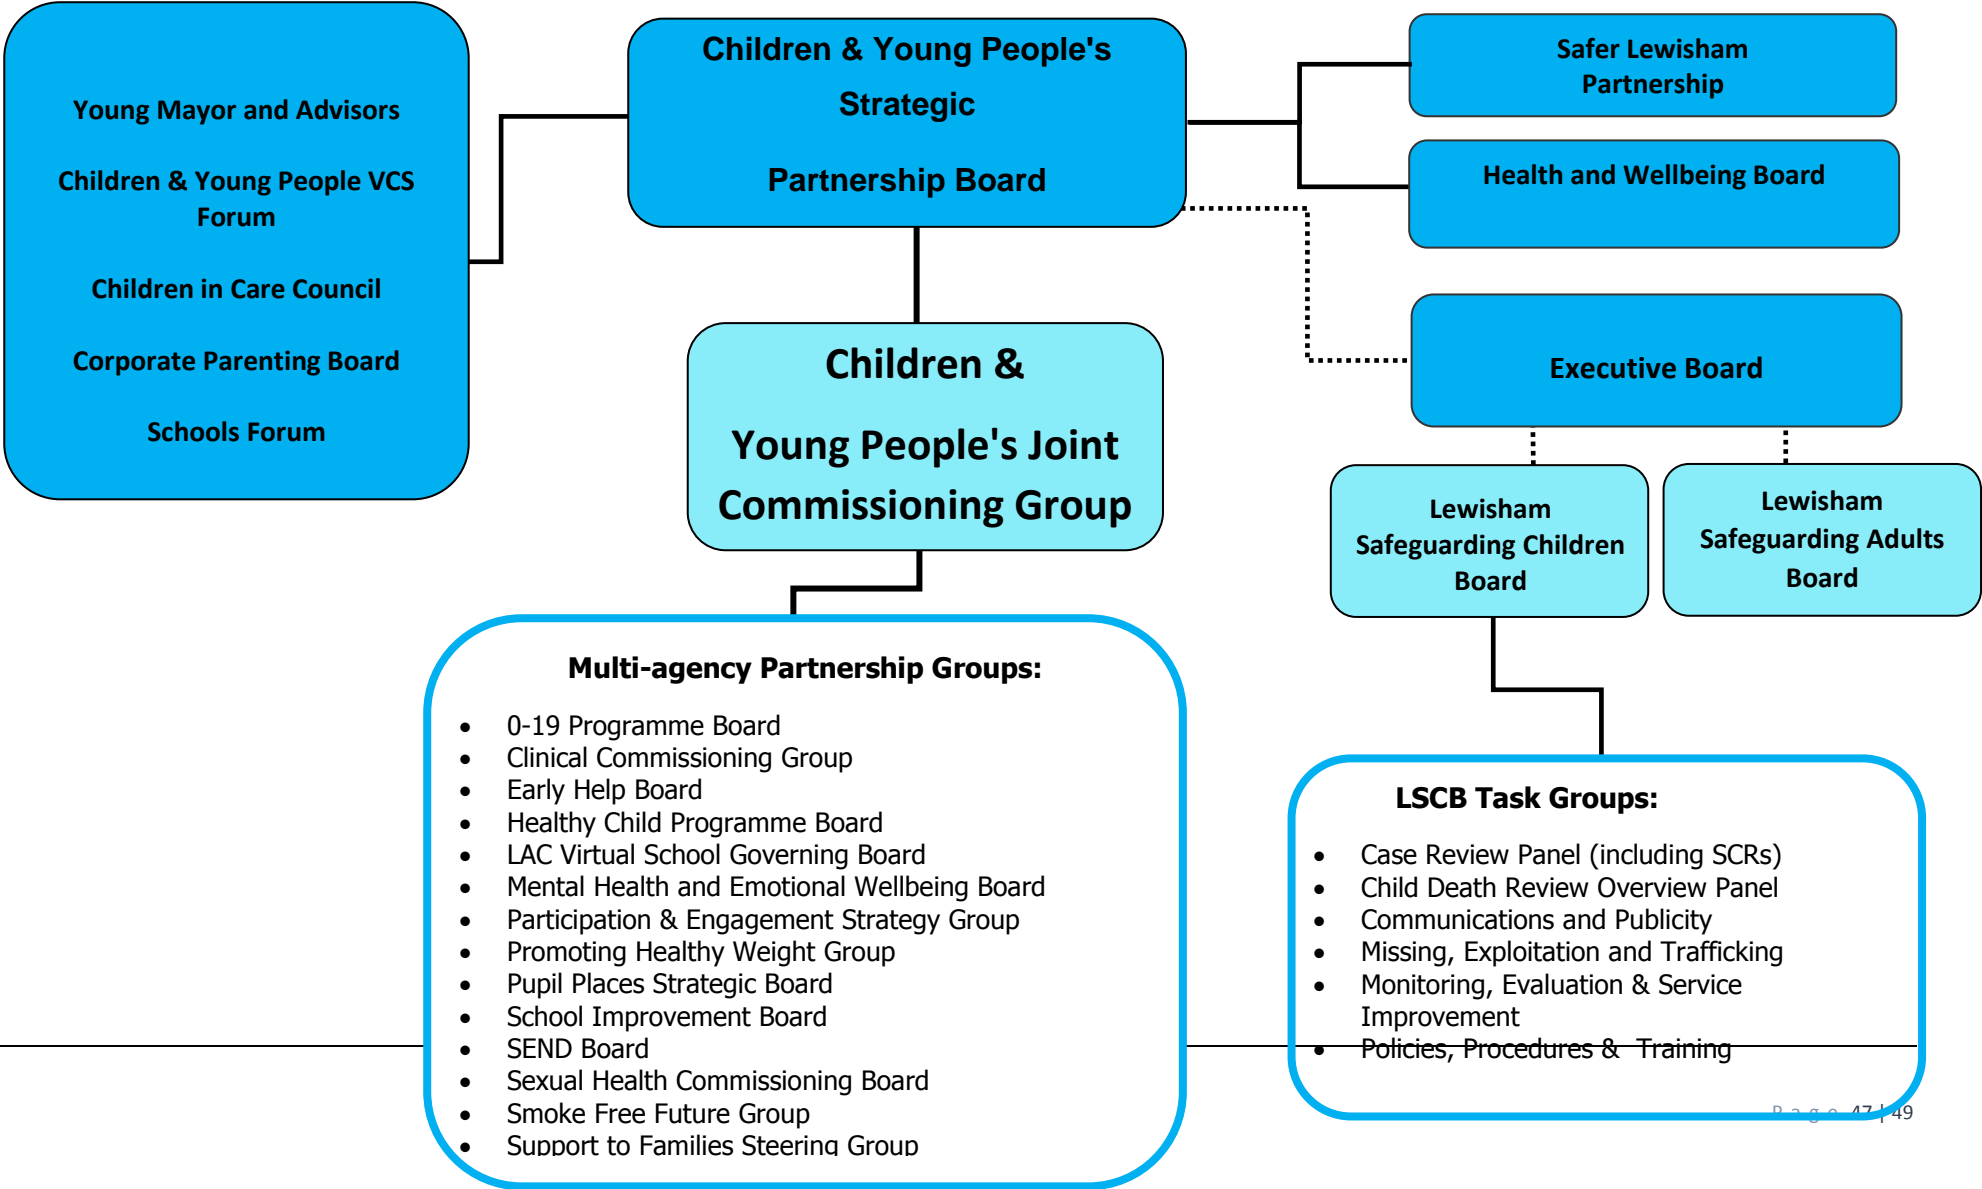 Young Mayor and Advisors
Children & Young People VCS
Forum
Children in Care Council
Corporate Parenting Board
Schools Forum
Children & Young People's
Strategic
Partnership Board
Safer Lewisham
Partnership
Health and Wellbeing Board
Executive Board
Children &
Young People's Joint
Commissioning Group
Lewisham
Safeguarding Children
Board
Lewisham
Safeguarding Adults
Board
Multi-agency Partnership Groups:
• 0-19 Programme Board
• Clinical Commissioning Group
• Early Help Board
• Healthy Child Programme Board
• LAC Virtual School Governing Board
• Mental Health and Emotional Wellbeing Board
• Participation & Engagement Strategy Group
• Promoting Healthy Weight Group
• Pupil Places Strategic Board
• School Improvement Board
• SEND Board
• Sexual Health Commissioning Board
• Smoke Free Future Group
• Support to Families Steering Group
LSCB Task Groups:
• Case Review Panel (including SCRs)
• Child Death Review Overview Panel
• Communications and Publicity
• Missing, Exploitation and Trafficking
• Monitoring, Evaluation & Service
Improvement
• Policies, Procedures & Training
Page 47 | 49